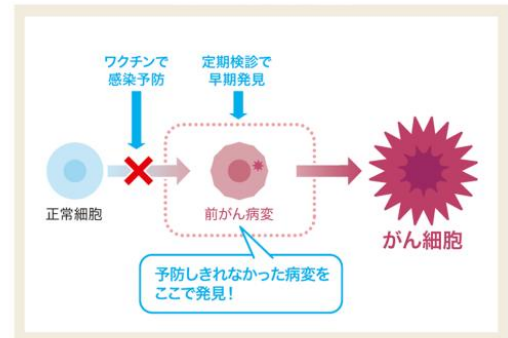 ワクチンで
感染予防
定期検診で
早期発見
正常細胞
前がん病変
がん細胞
予防しきれなかった病変を
ここで発見！